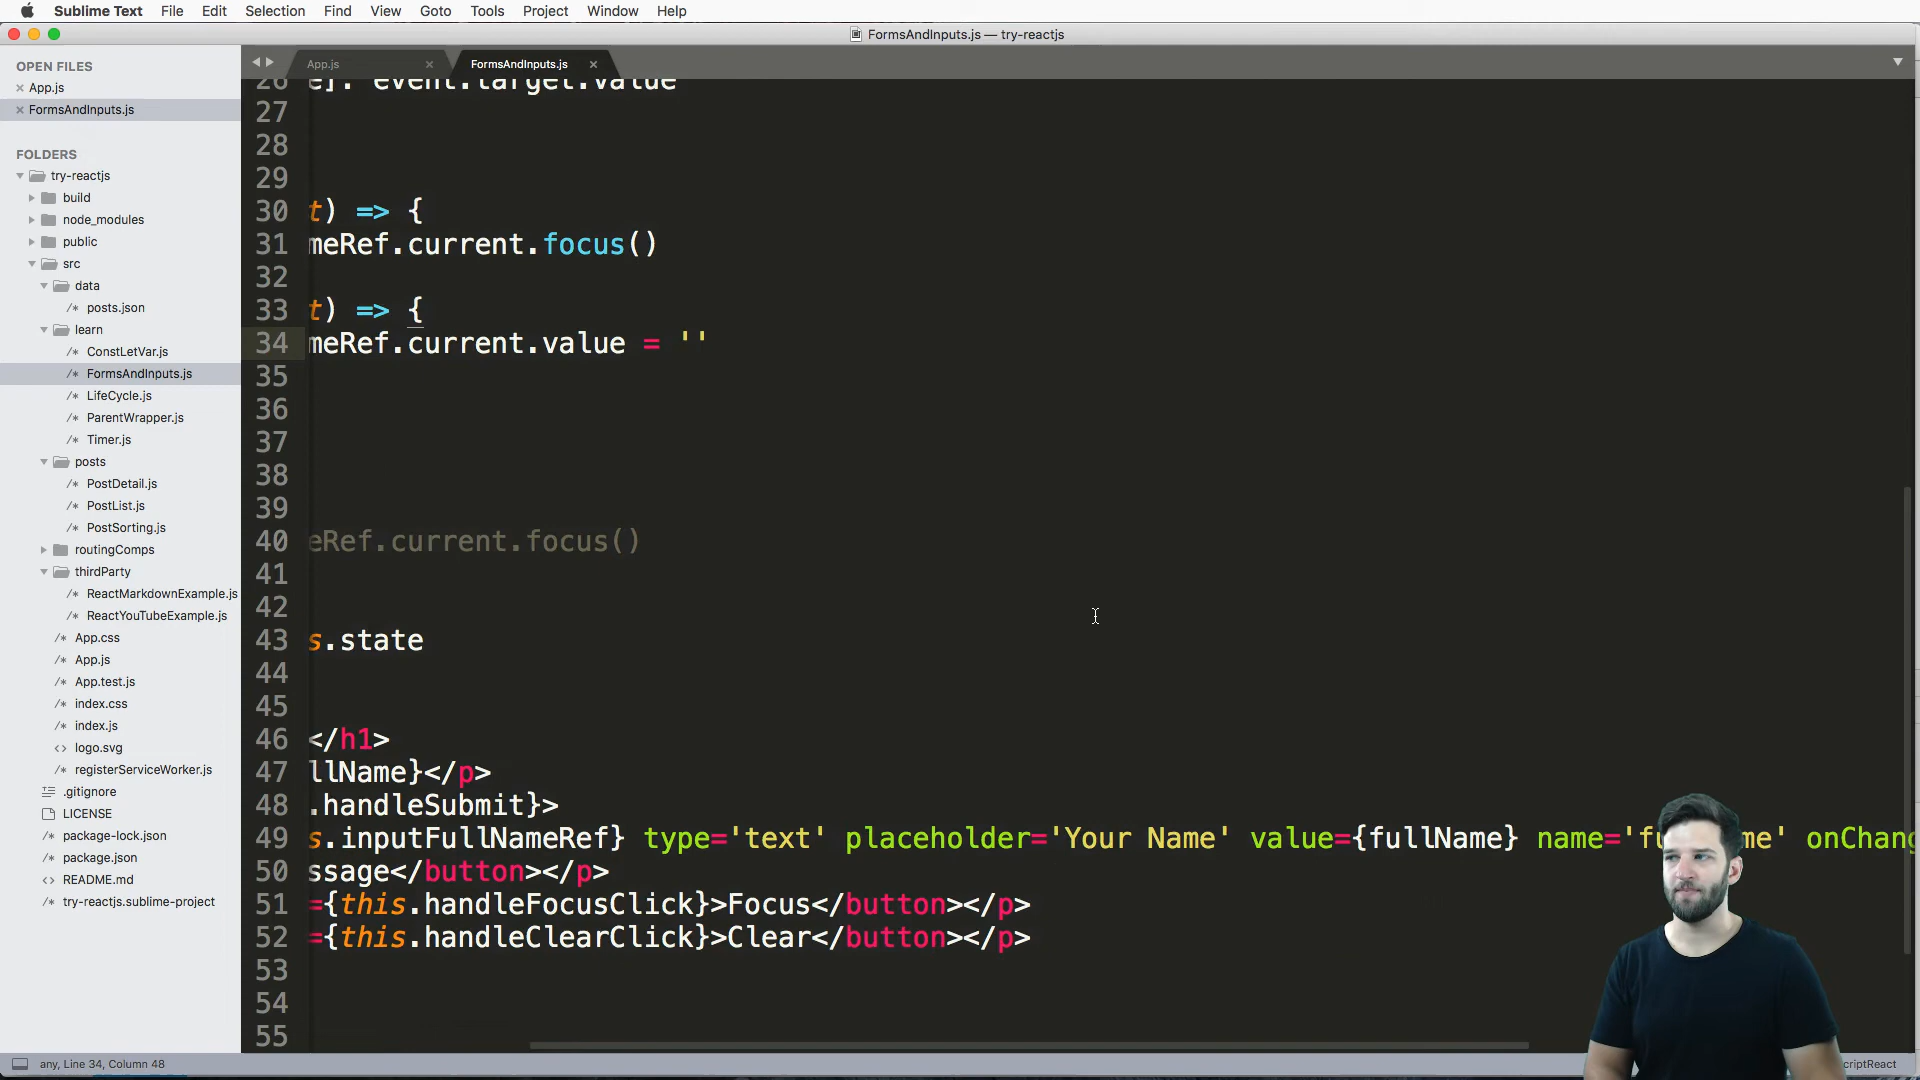 Sublime Text File Edit Selection Find View Goto Tools Project Window Help
FormsAndInputs.js — try-reactjs
OPEN FILES
App.js
FormsAndInputs.js
FOLDERS
try-reactjs
build
node_modules
public
src
data
/* posts.json
learn
/* ConstLetVar.js
/* FormsAndInputs.js
/* LifeCycle.js
/* ParentWrapper.js
/* Timer.js
posts
/* PostDetail.js
/* PostList.js
/* PostSorting.js
routingComps
thirdParty
/* ReactMarkdownExample.js
/* ReactYouTubeExample.js
/* App.css
/* App.js
/* App.test.js
/* index.css
/* index.js
<> logo.svg
/* registerServiceWorker.js
.gitignore
LICENSE
/* package-lock.json
/* package.json
<> README.md
/* try-reactjs.sublime-project
App.js
FormsAndInputs.js
26 e]: event.target.value
27
28
29
30 t) => {
31 meRef.current.focus()
32
33 t) => {
34 meRef.current.value = ''
35
36
37
38
39
40 eRef.current.focus()
41
42
43 s.state
44
45
46 </h1>
47 llName}</p>
48 .handleSubmit}>
49 s.inputFullNameRef} type='text' placeholder='Your Name' value={fullName} name='fu me' onChang
50 ssage</button></p>
51 ={this.handleFocusClick}>Focus</button></p>
52 ={this.handleClearClick}>Clear</button></p>
53
54
55
any, Line 34, Column 48
criptReact